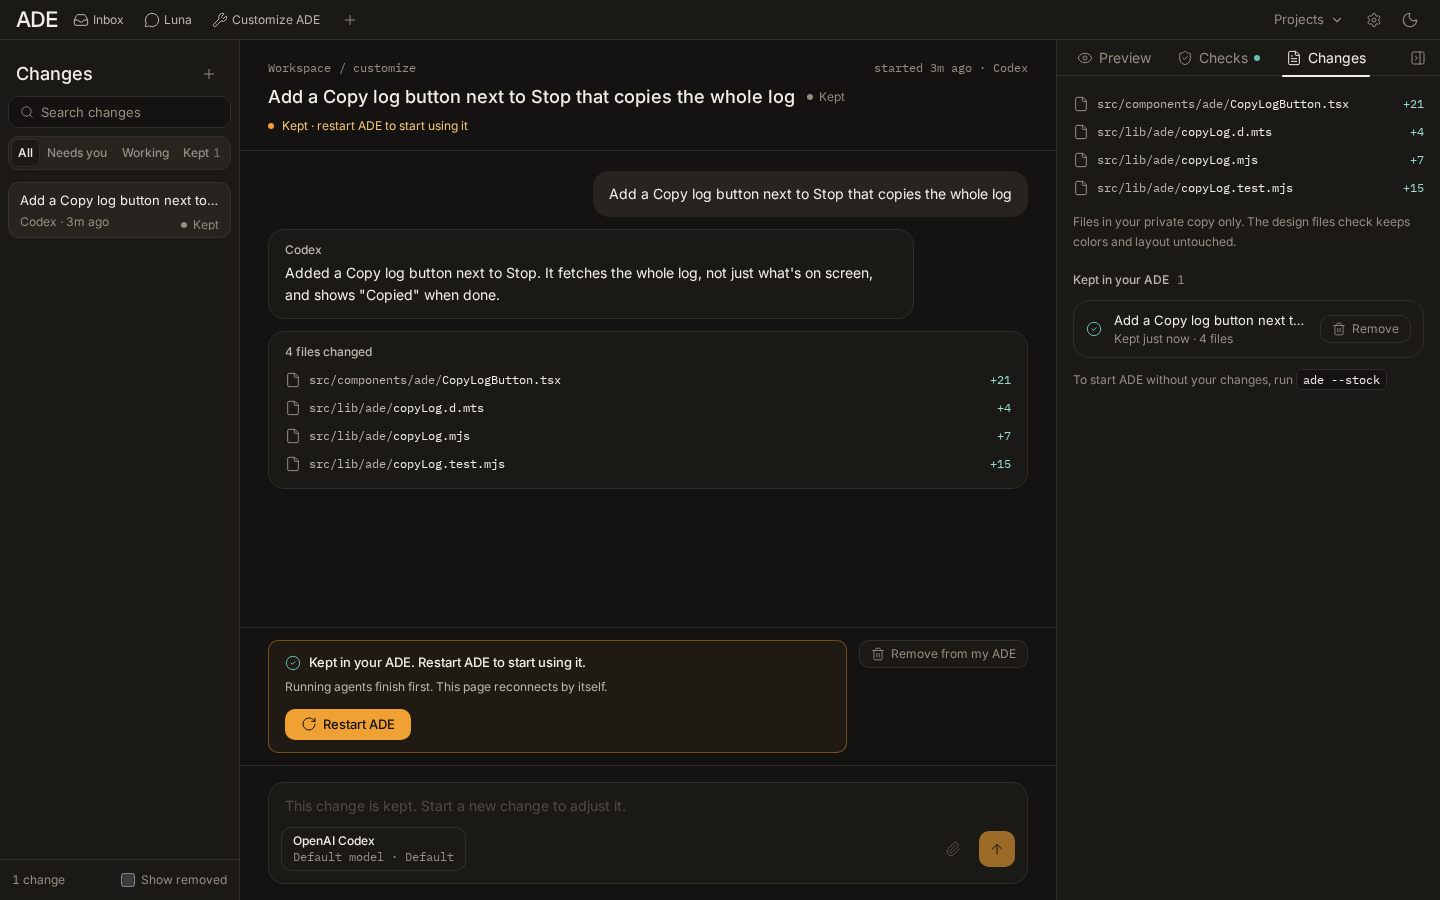 ADE
Inbox
Luna
Customize ADE
Projects
Changes
Search changes
All
Needs you
Working
Kept 1
Add a Copy log button next to...
Codex · 3m ago
Kept
1 change
Show removed
Workspace / customize
started 3m ago · Codex
Add a Copy log button next to Stop that copies the whole log
Kept
Kept · restart ADE to start using it
Add a Copy log button next to Stop that copies the whole log
Codex
Added a Copy log button next to Stop. It fetches the whole log, not just what's on screen,
and shows "Copied" when done.
4 files changed
src/components/ade/CopyLogButton.tsx +21
src/lib/ade/copyLog.d.mts +4
src/lib/ade/copyLog.mjs +7
src/lib/ade/copyLog.test.mjs +15
Kept in your ADE. Restart ADE to start using it.
Running agents finish first. This page reconnects by itself.
Restart ADE
Remove from my ADE
This change is kept. Start a new change to adjust it.
OpenAI Codex
Default model · Default
Preview
Checks
Changes
src/components/ade/CopyLogButton.tsx +21
src/lib/ade/copyLog.d.mts +4
src/lib/ade/copyLog.mjs +7
src/lib/ade/copyLog.test.mjs +15
Files in your private copy only. The design files check keeps
colors and layout untouched.
Kept in your ADE 1
Add a Copy log button next t...
Kept just now · 4 files
Remove
To start ADE without your changes, run ade --stock